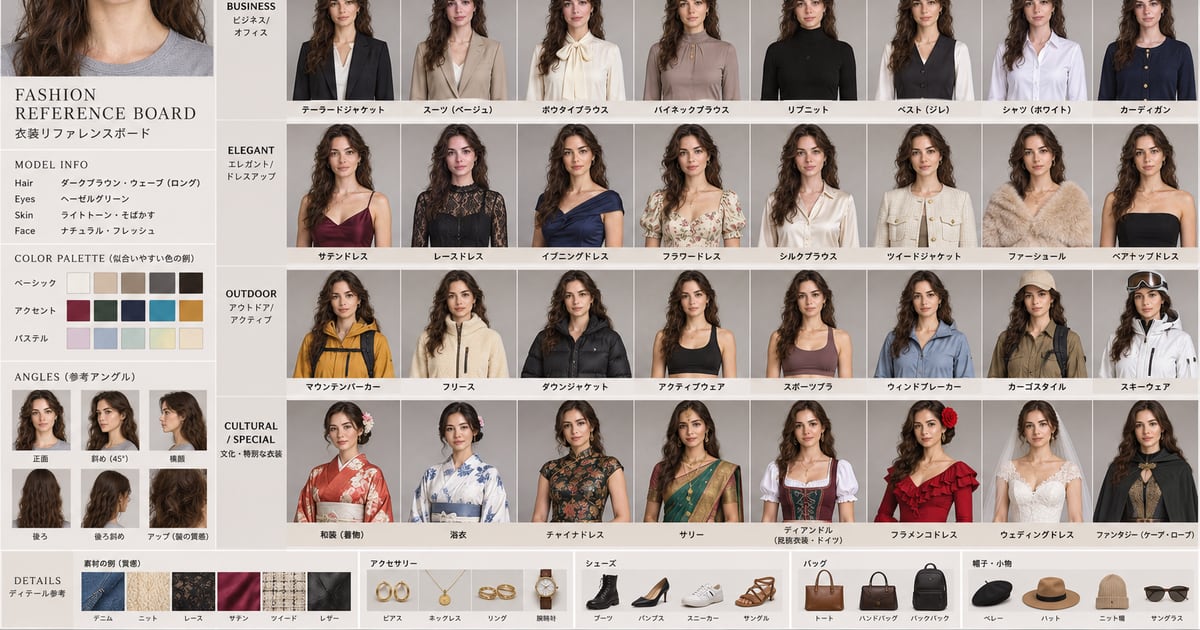 FASHION
REFERENCE BOARD
衣装リファレンスボード
MODEL INFO
Hair ダークブラウン・ウェーブ（ロング）
Eyes ヘーゼルグリーン
Skin ライトトーン・そばかす
Face ナチュラル・フレッシュ
COLOR PALETTE（似合いやすい色の例）
ベーシック
アクセント
パステル
ANGLES（参考アングル）
正面 斜め（45°） 横顔
後ろ 後ろ斜め アップ（髪の質感）
BUSINESS
ビジネス/
オフィス
テーラードジャケット スーツ（ベージュ） ボウタイブラウス ハイネックブラウス リブニット ベスト（ジレ） シャツ（ホワイト） カーディガン
ELEGANT
エレガント/
ドレスアップ
サテンドレス レースドレス イブニングドレス フラワードレス シルクブラウス ツイードジャケット ファーショール ベアトップドレス
OUTDOOR
アウトドア/
アクティブ
マウンテンパーカー フリース ダウンジャケット アクティブウェア スポーツブラ ウィンドブレーカー カーゴスタイル スキーウェア
CULTURAL
/ SPECIAL
文化・特別な衣装
和装（着物） 浴衣 チャイナドレス サリー ディアンドル
（民族衣装・ドイツ） フラメンコドレス ウェディングドレス ファンタジー（ケープ・ローブ）
DETAILS
ディテール参考
素材の例（質感）
デニム ニット レース サテン ツイード レザー
アクセサリー
ピアス ネックレス リング 腕時計
シューズ
ブーツ パンプス スニーカー サンダル
バッグ
トート ハンドバッグ バックパック
帽子・小物
ベレー ハット ニット帽 サングラス